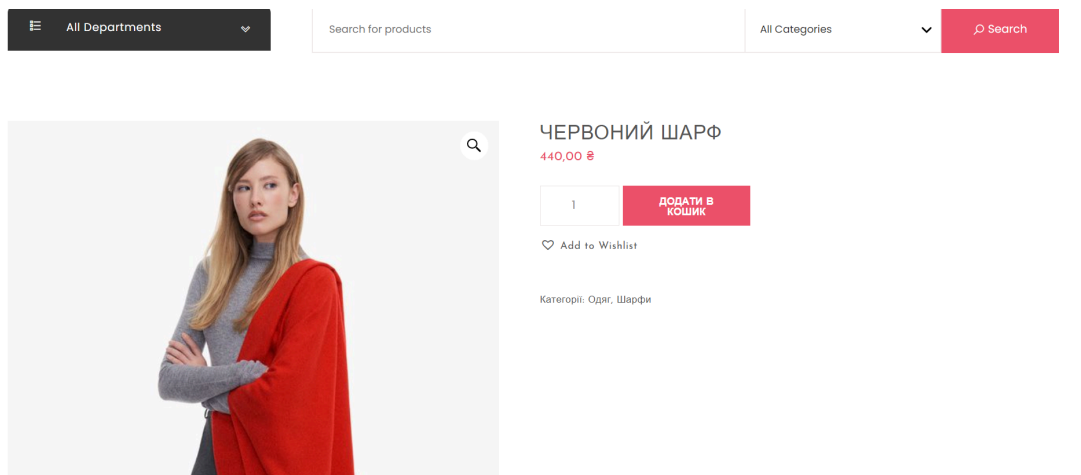 All Departments
Search for products
All Categories
Search
ЧЕРВОНИЙ ШАРФ
440,00 ₴
1
ДОДАТИ В
КОШИК
Add to Wishlist
Категорії: Одяг, Шарфи